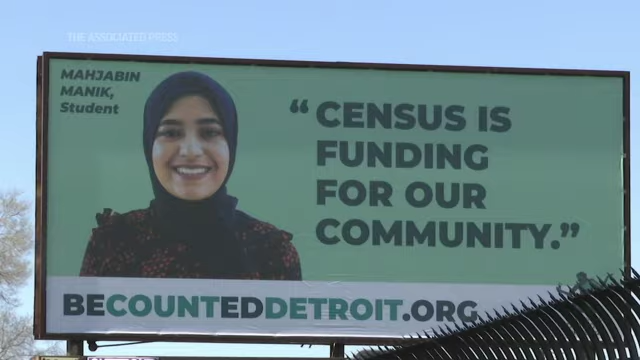 THE ASSOCIATED PRESS
MAHJABIN
MANIK,
Student
“CENSUS IS
FUNDING
FOR OUR
COMMUNITY.”
BECOUNTEDDETROIT.ORG